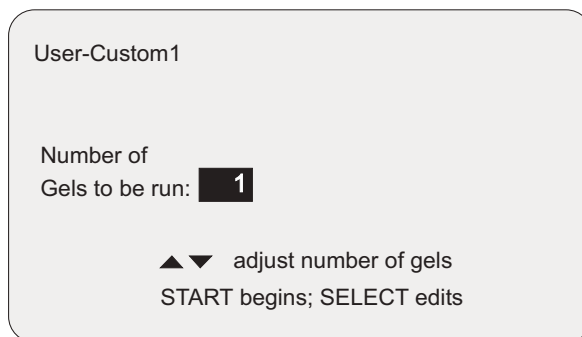 User-Custom1
Number of
Gels to be run: 1
▲▼ adjust number of gels
START begins; SELECT edits